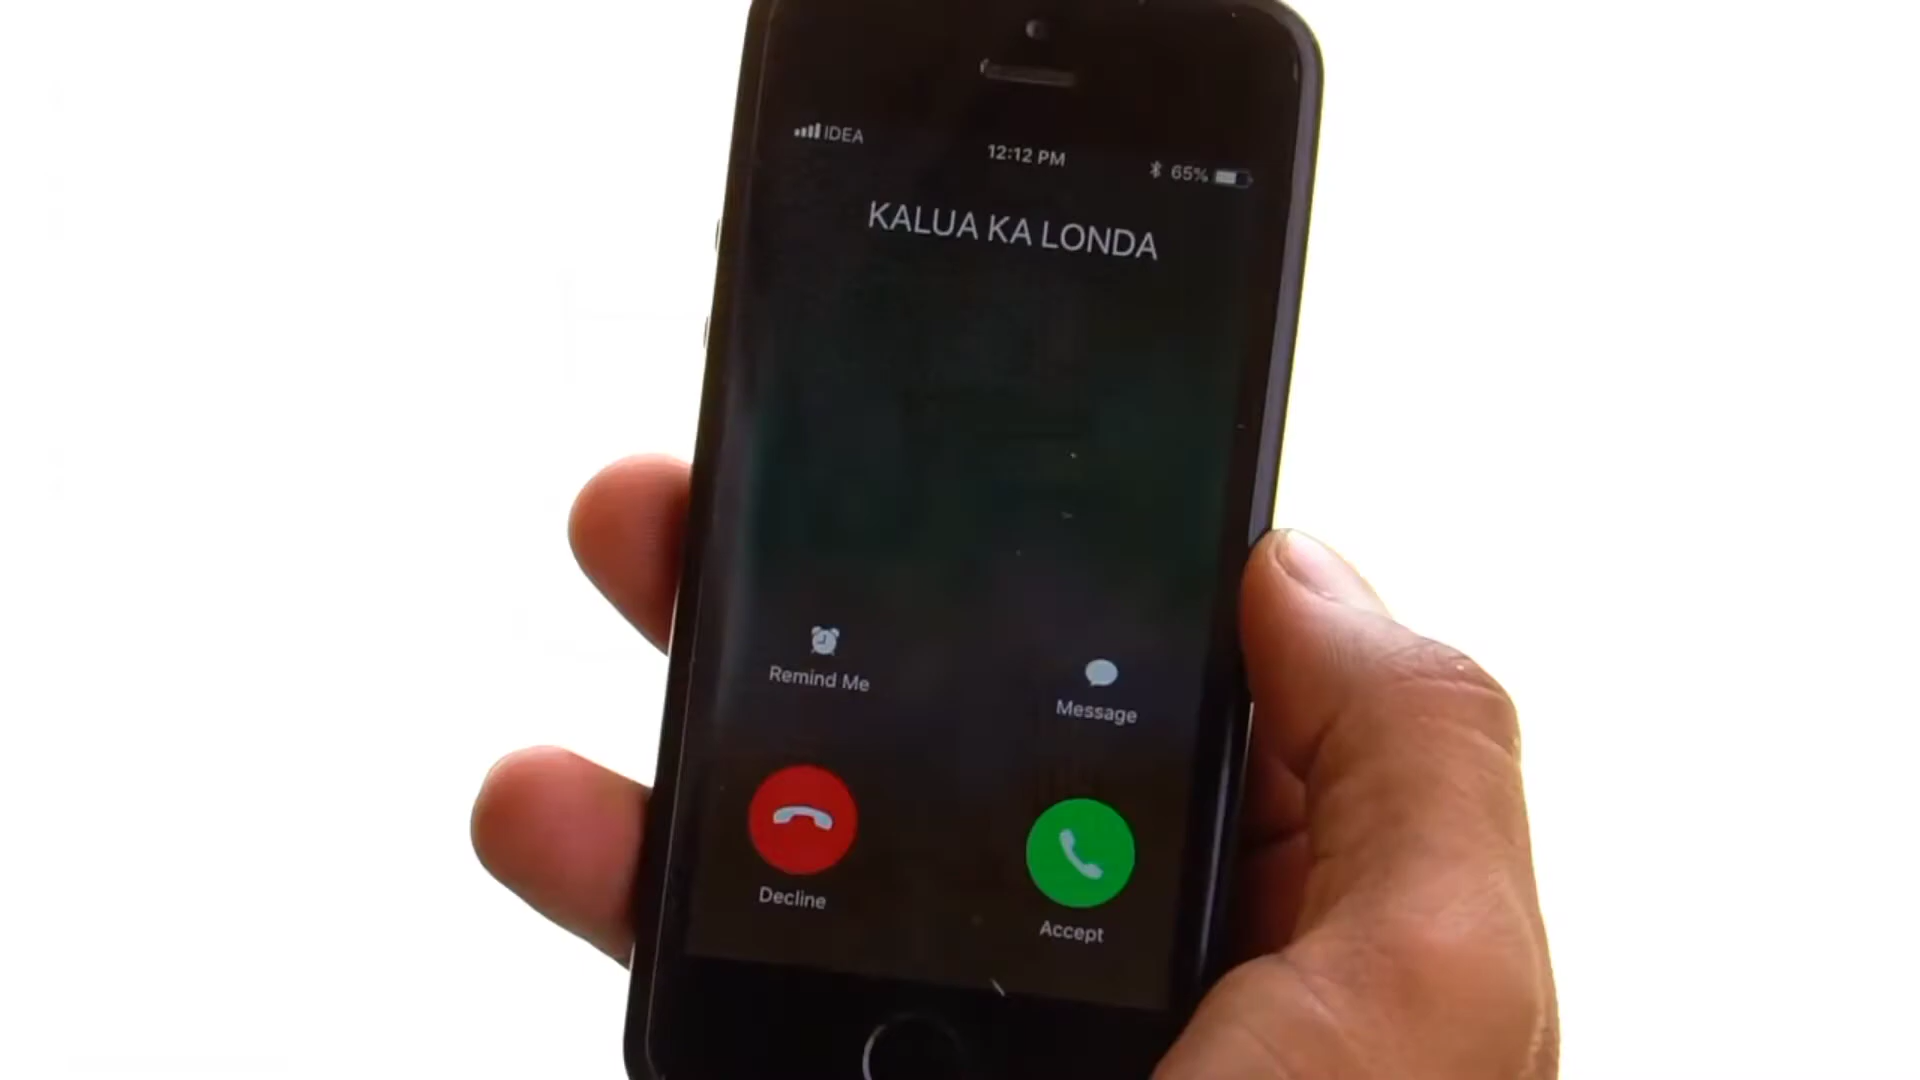 IDEA
12:12 PM
65%
KALUA KA LONDA
Remind Me
Message
Decline
Accept